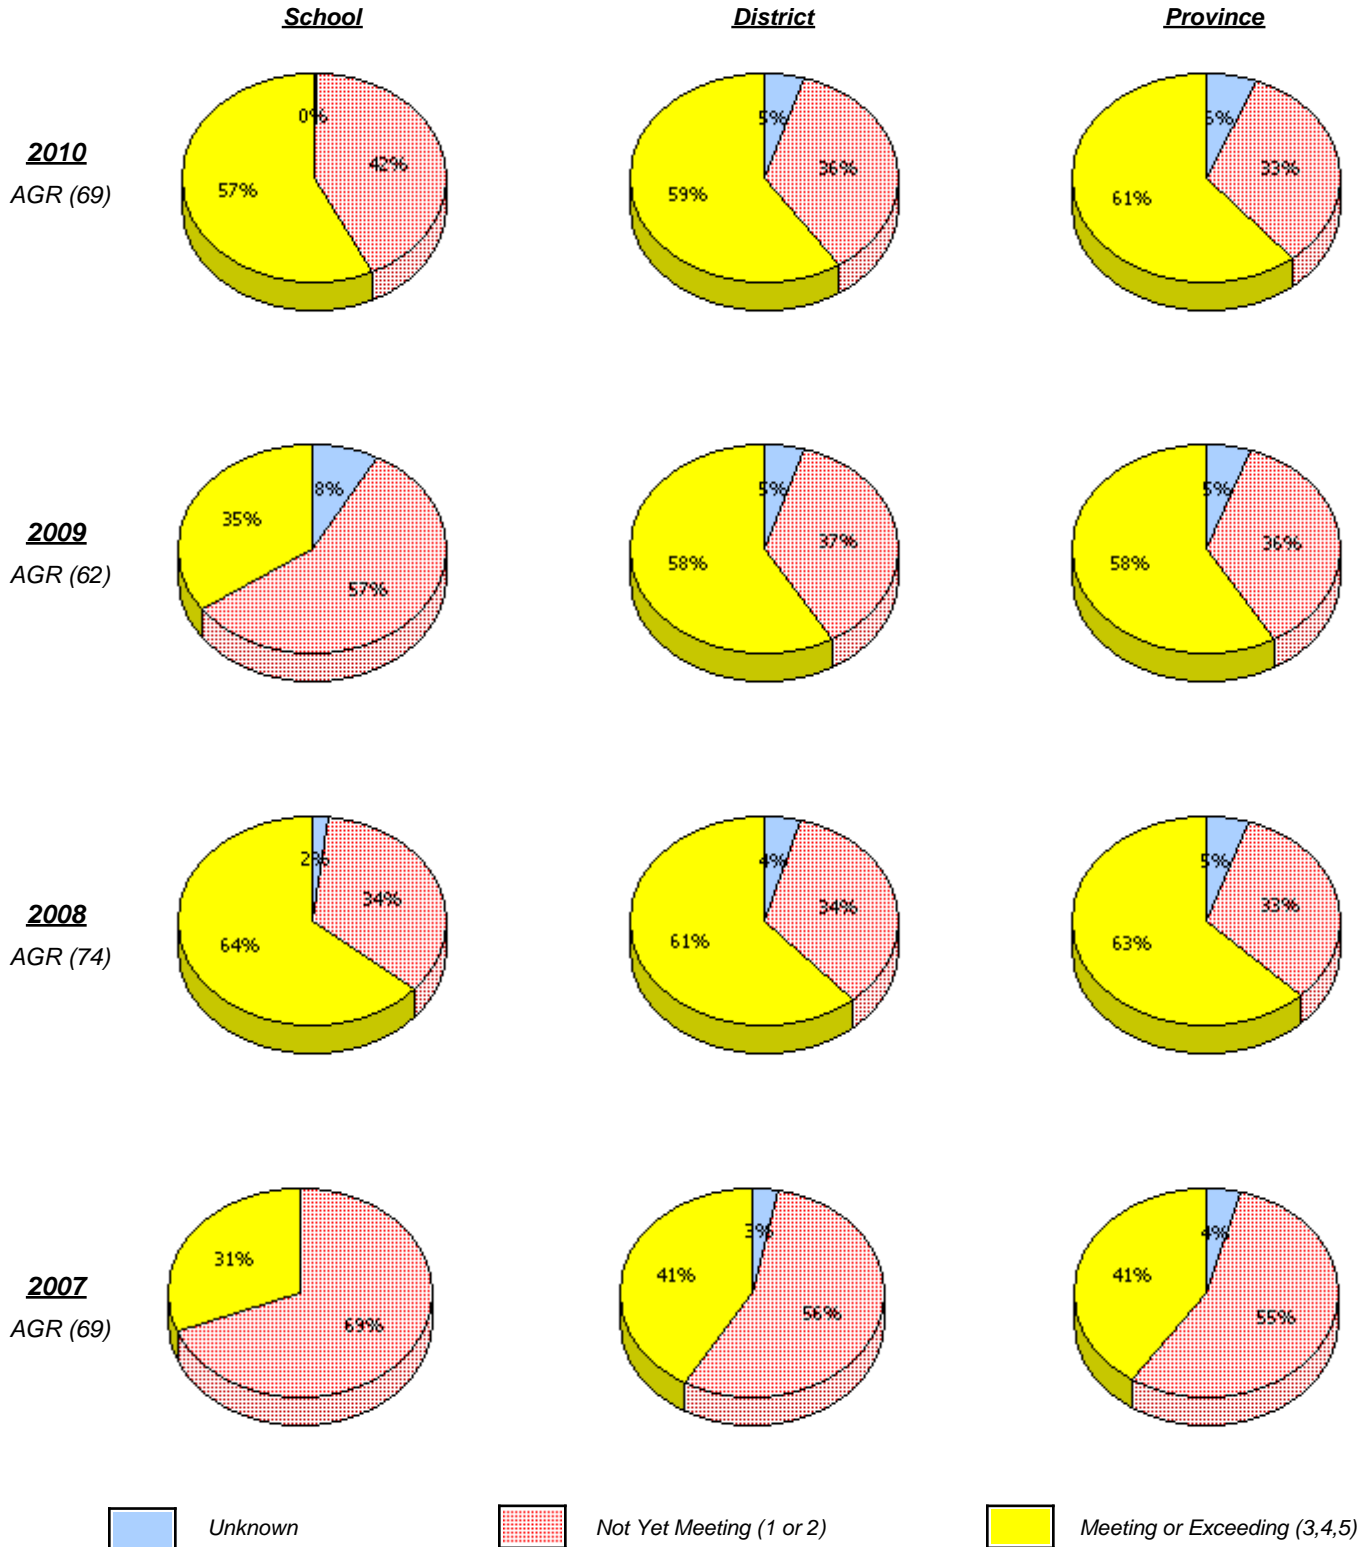 School District Province
2010
AGR (69)
0% 42% 57%
5% 36% 59%
6% 33% 61%
2009
AGR (62)
8% 57% 35%
5% 37% 58%
5% 36% 58%
2008
AGR (74)
2% 34% 64%
4% 34% 61%
5% 33% 63%
2007
AGR (69)
31% 69%
3% 56% 41%
4% 55% 41%
Unknown Not Yet Meeting (1 or 2) Meeting or Exceeding (3,4,5)